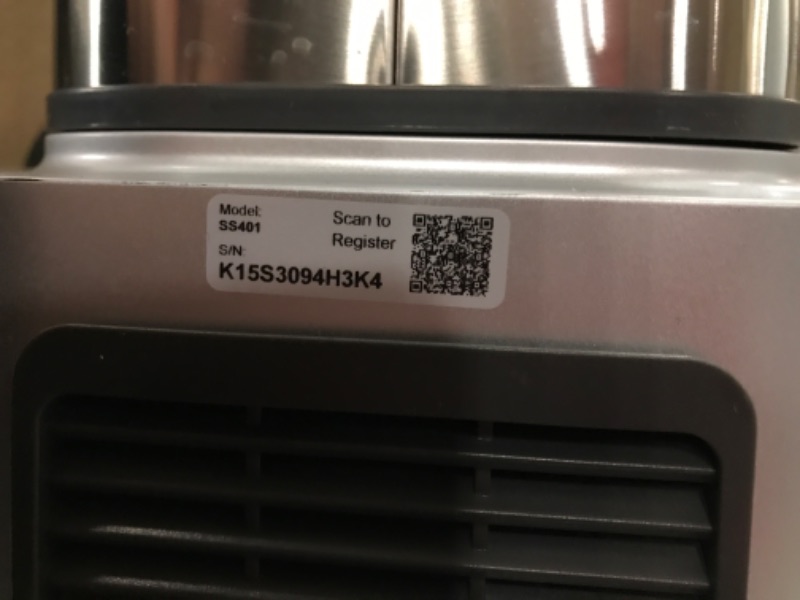 Model:
SS401
S/N:
K15S3094H3K4
Scan to
Register